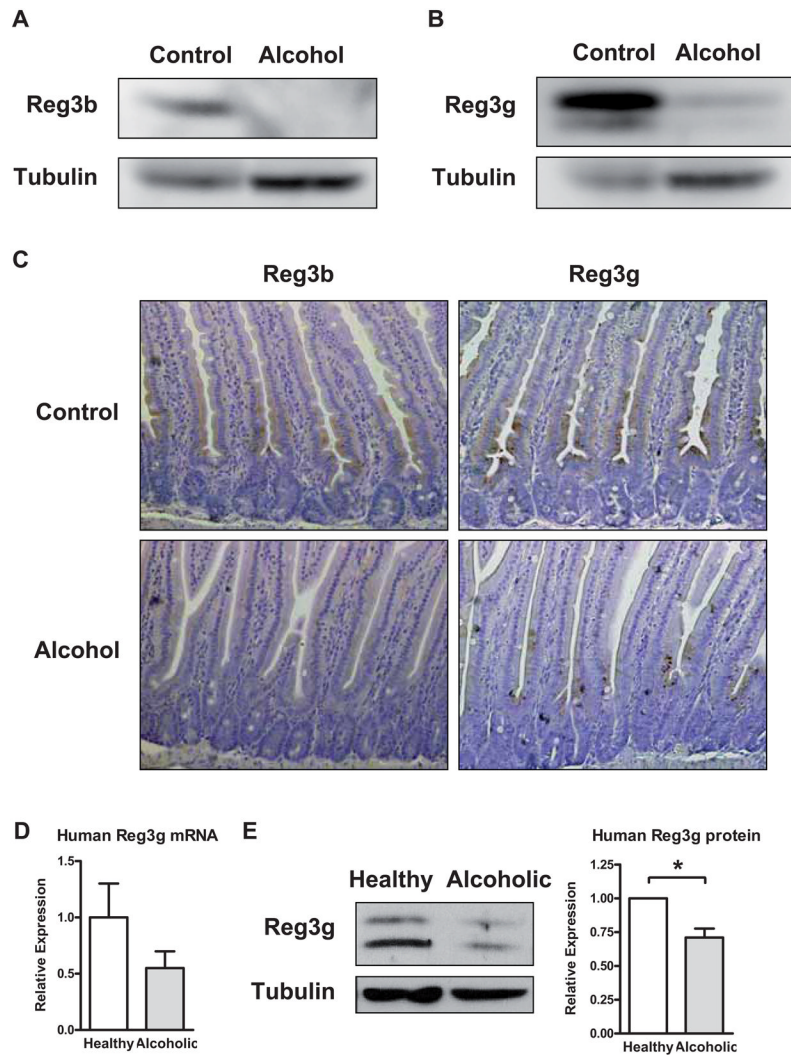 A
Control Alcohol
Reg3b
Tubulin
B
Control Alcohol
Reg3g
Tubulin
C
Reg3b Reg3g
Control
Alcohol
D
Human Reg3g mRNA
Relative Expression
1.5
1.0
0.5
0.0
Healthy Alcoholic
E
Healthy Alcoholic
Reg3g
Tubulin
Human Reg3g protein
Relative Expression
1.25
1.00
0.75
0.50
0.25
0.00
*
Healthy Alcoholic